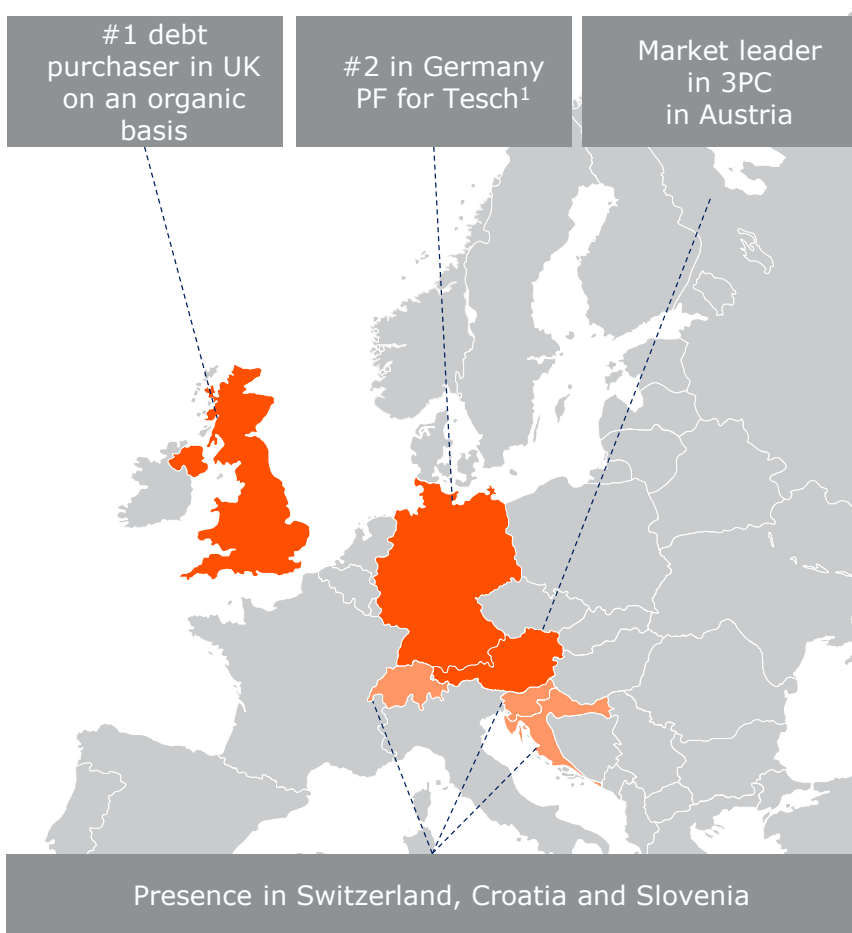 #1 debt
purchaser in UK
on an organic
basis
#2 in Germany
PF for Tesch¹
Market leader
in 3PC
in Austria
Presence in Switzerland, Croatia and Slovenia